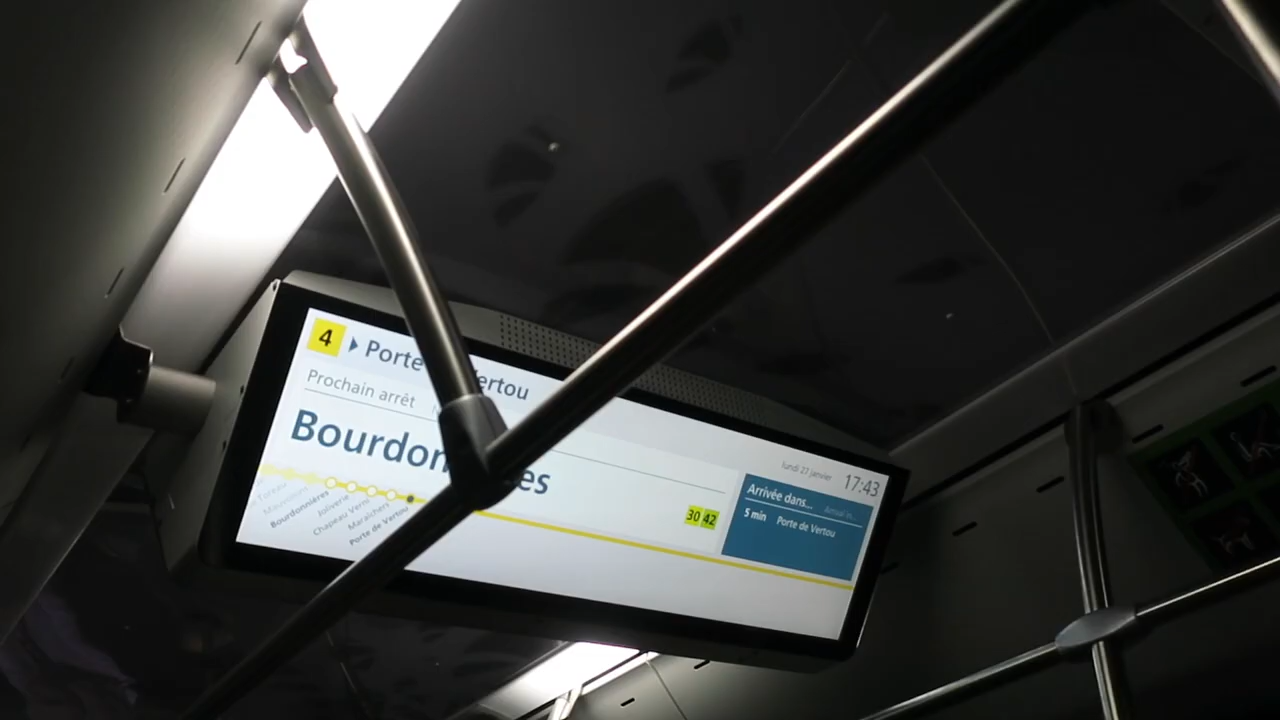 4 Porte Vertou
Prochain arrêt
Bourdon es
30 42
lundi 27 janvier 17:43
Arrivée dans...
5 min Porte de Vertou
Bourdonnières
Joliverie
Chapeau Verni
Maraîchers
Porte de Vertou